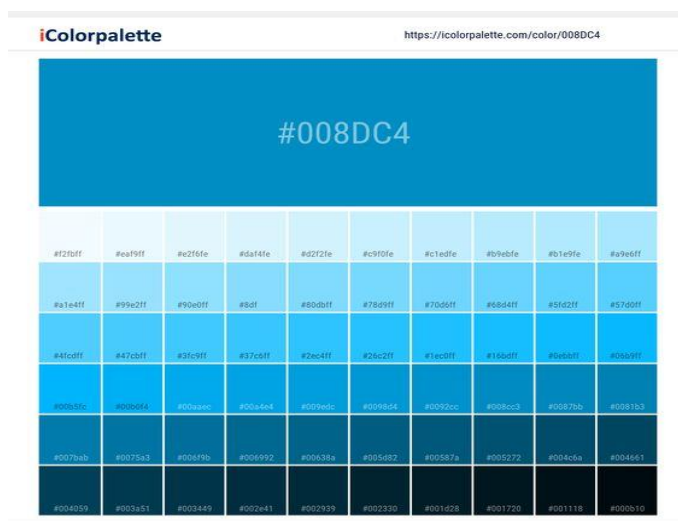 iColorpalette https://icolorpalette.com/color/008DC4
#008DC4
#f2fbff #eaf9ff #e2f6fe #daf4fe #d2f2fe #c9f0fe #c1edfe #b9ebfe #b1e9fe #a9e6ff
#a1e4ff #99e2ff #90e0ff #8df #80dbff #78d9ff #70d6ff #68d4ff #5fd2ff #57d0ff
#4fcdff #47cbff #3fc9ff #37c6ff #2ec4ff #26c2ff #1ec0ff #16bdff #0ebbff #06b9ff
#00b5fc #00b0f4 #00aaec #00a4e4 #009edc #0098d4 #0092cc #008cc3 #0087bb #0081b3
#007bab #0075a3 #006f9b #006992 #00638a #005d82 #00587a #005272 #004c6a #004661
#004059 #003a51 #003449 #002e41 #002939 #002330 #001d28 #001720 #001118 #000b10